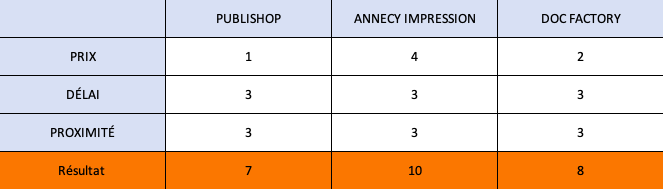 PUBLISHOP ANNECY IMPRESSION DOC FACTORY
PRIX 1 4 2
DÉLAI 3 3 3
PROXIMITÉ 3 3 3
Résultat 7 10 8